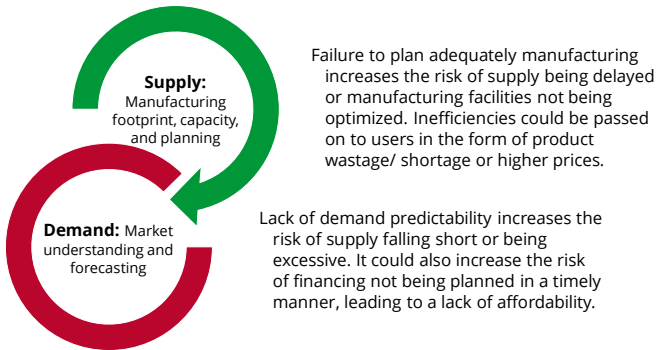 Supply:
Manufacturing
footprint, capacity,
and planning
Failure to plan adequately manufacturing
increases the risk of supply being delayed
or manufacturing facilities not being
optimized. Inefficiencies could be passed
on to users in the form of product
wastage/ shortage or higher prices.
Demand: Market
understanding and
forecasting
Lack of demand predictability increases the
risk of supply falling short or being
excessive. It could also increase the risk
of financing not being planned in a timely
manner, leading to a lack of affordability.